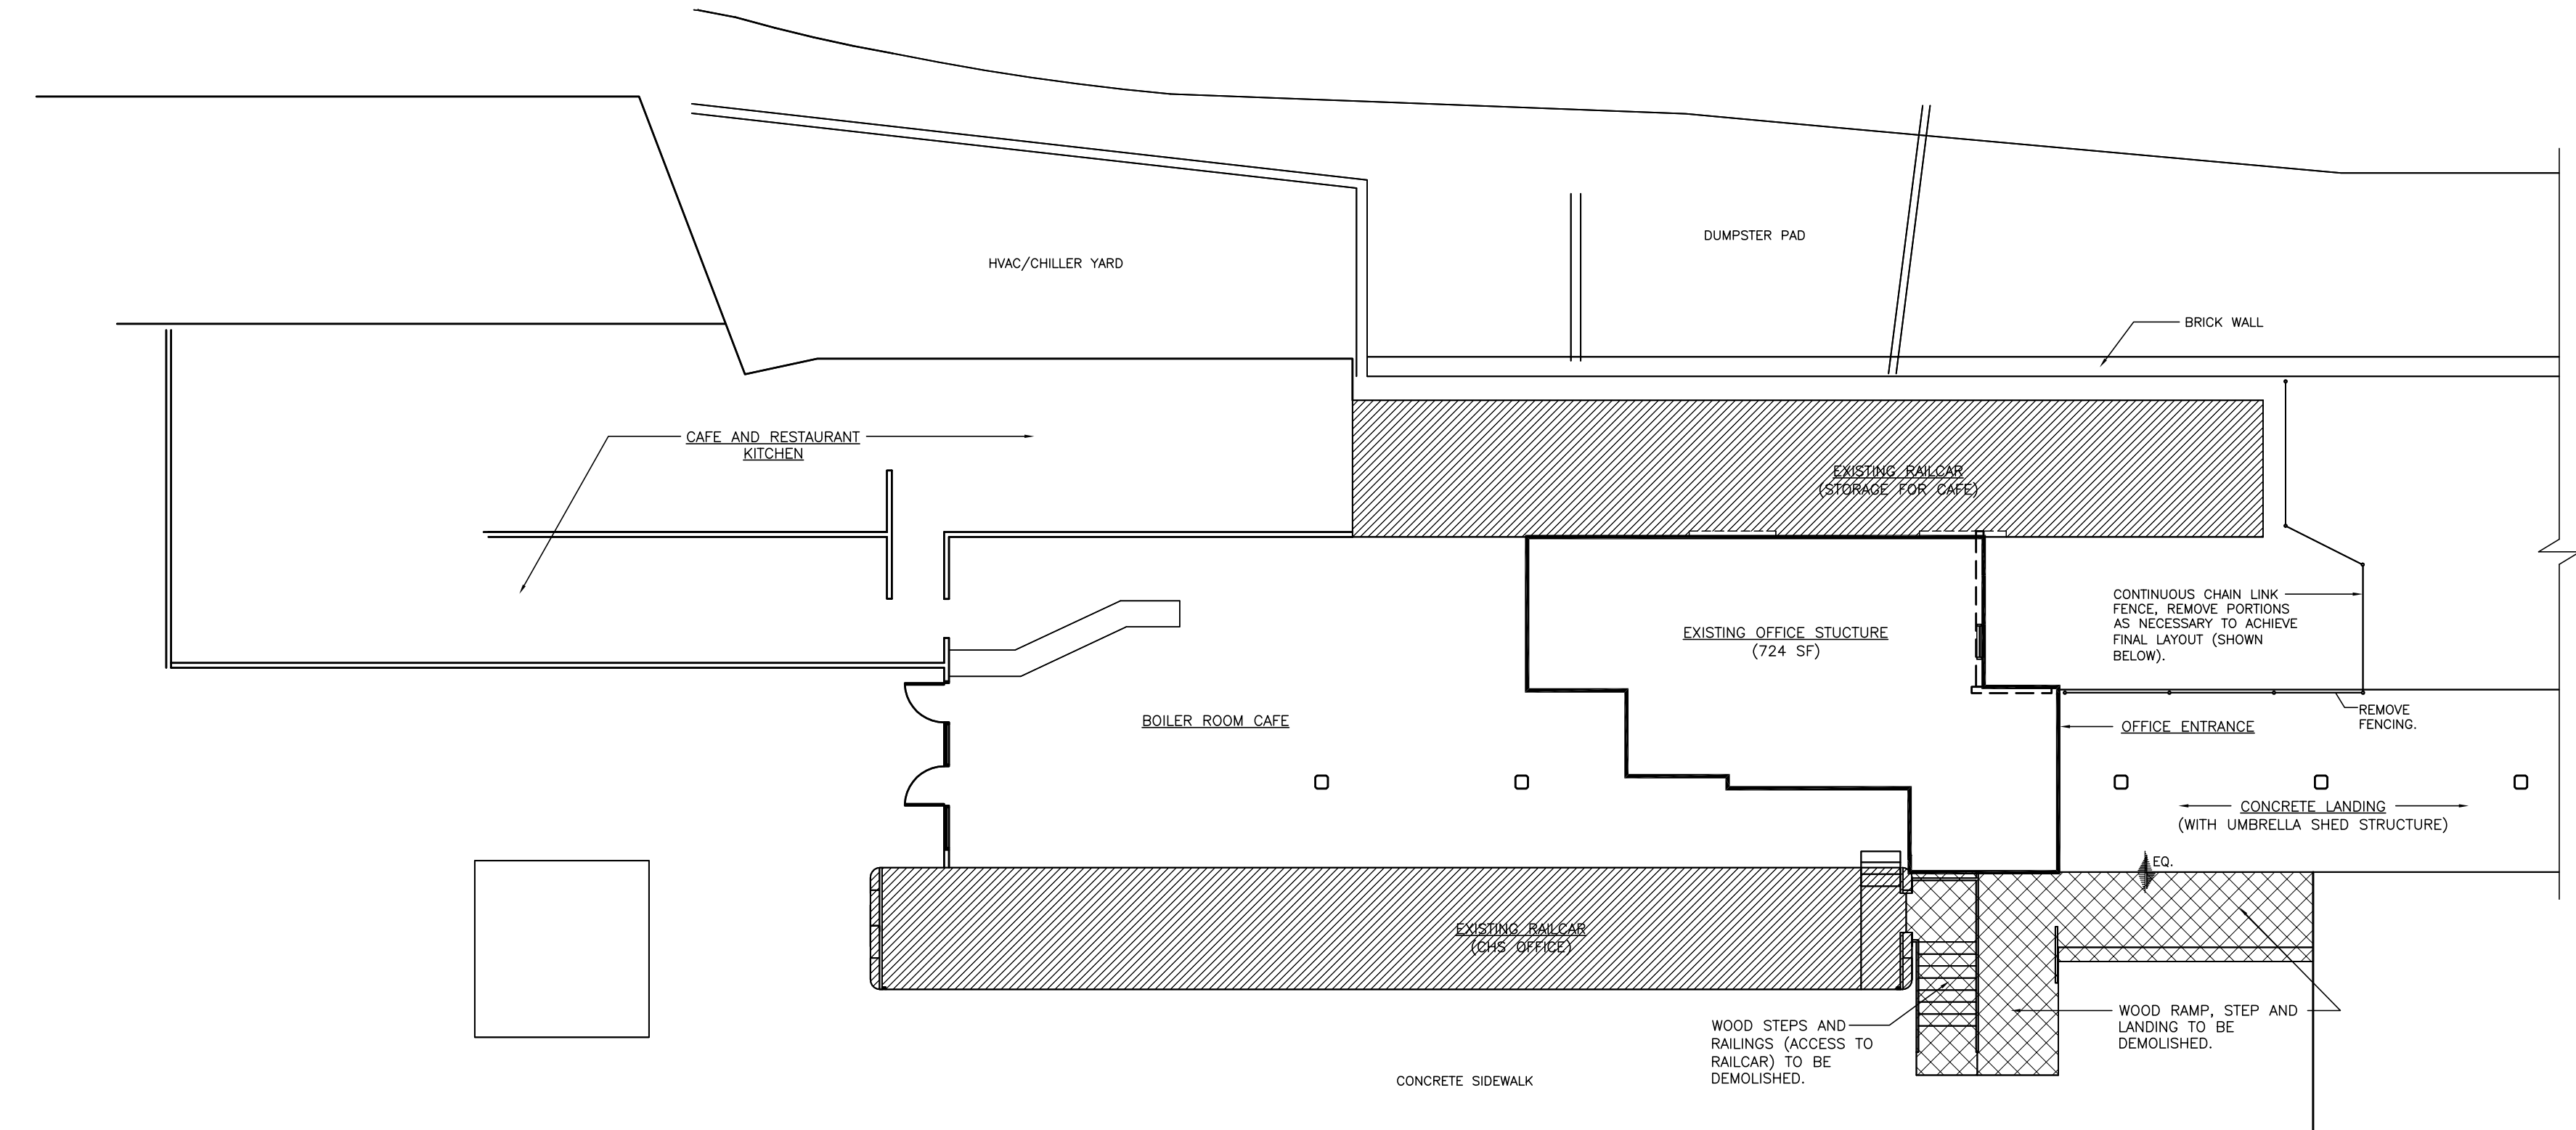 DUMPSTER PAD
HVAC/CHILLER YARD
BRICK WALL
CAFE AND RESTAURANT
KITCHEN
EXISTING RAILCAR
(STORAGE FOR CAFE)
CONTINUOUS CHAIN LINK
FENCE, REMOVE PORTIONS
AS NECESSARY TO ACHIEVE
FINAL LAYOUT (SHOWN
BELOW).
EXISTING OFFICE STUCTURE
(724 SF)
REMOVE
FENCING.
BOILER ROOM CAFE
OFFICE ENTRANCE
CONCRETE LANDING
(WITH UMBRELLA SHED STRUCTURE)
EQ.
EXISTING RAILCAR
(CHS OFFICE)
WOOD STEPS AND
RAILINGS (ACCESS TO
RAILCAR) TO BE
DEMOLISHED.
WOOD RAMP, STEP AND
LANDING TO BE
DEMOLISHED.
CONCRETE SIDEWALK